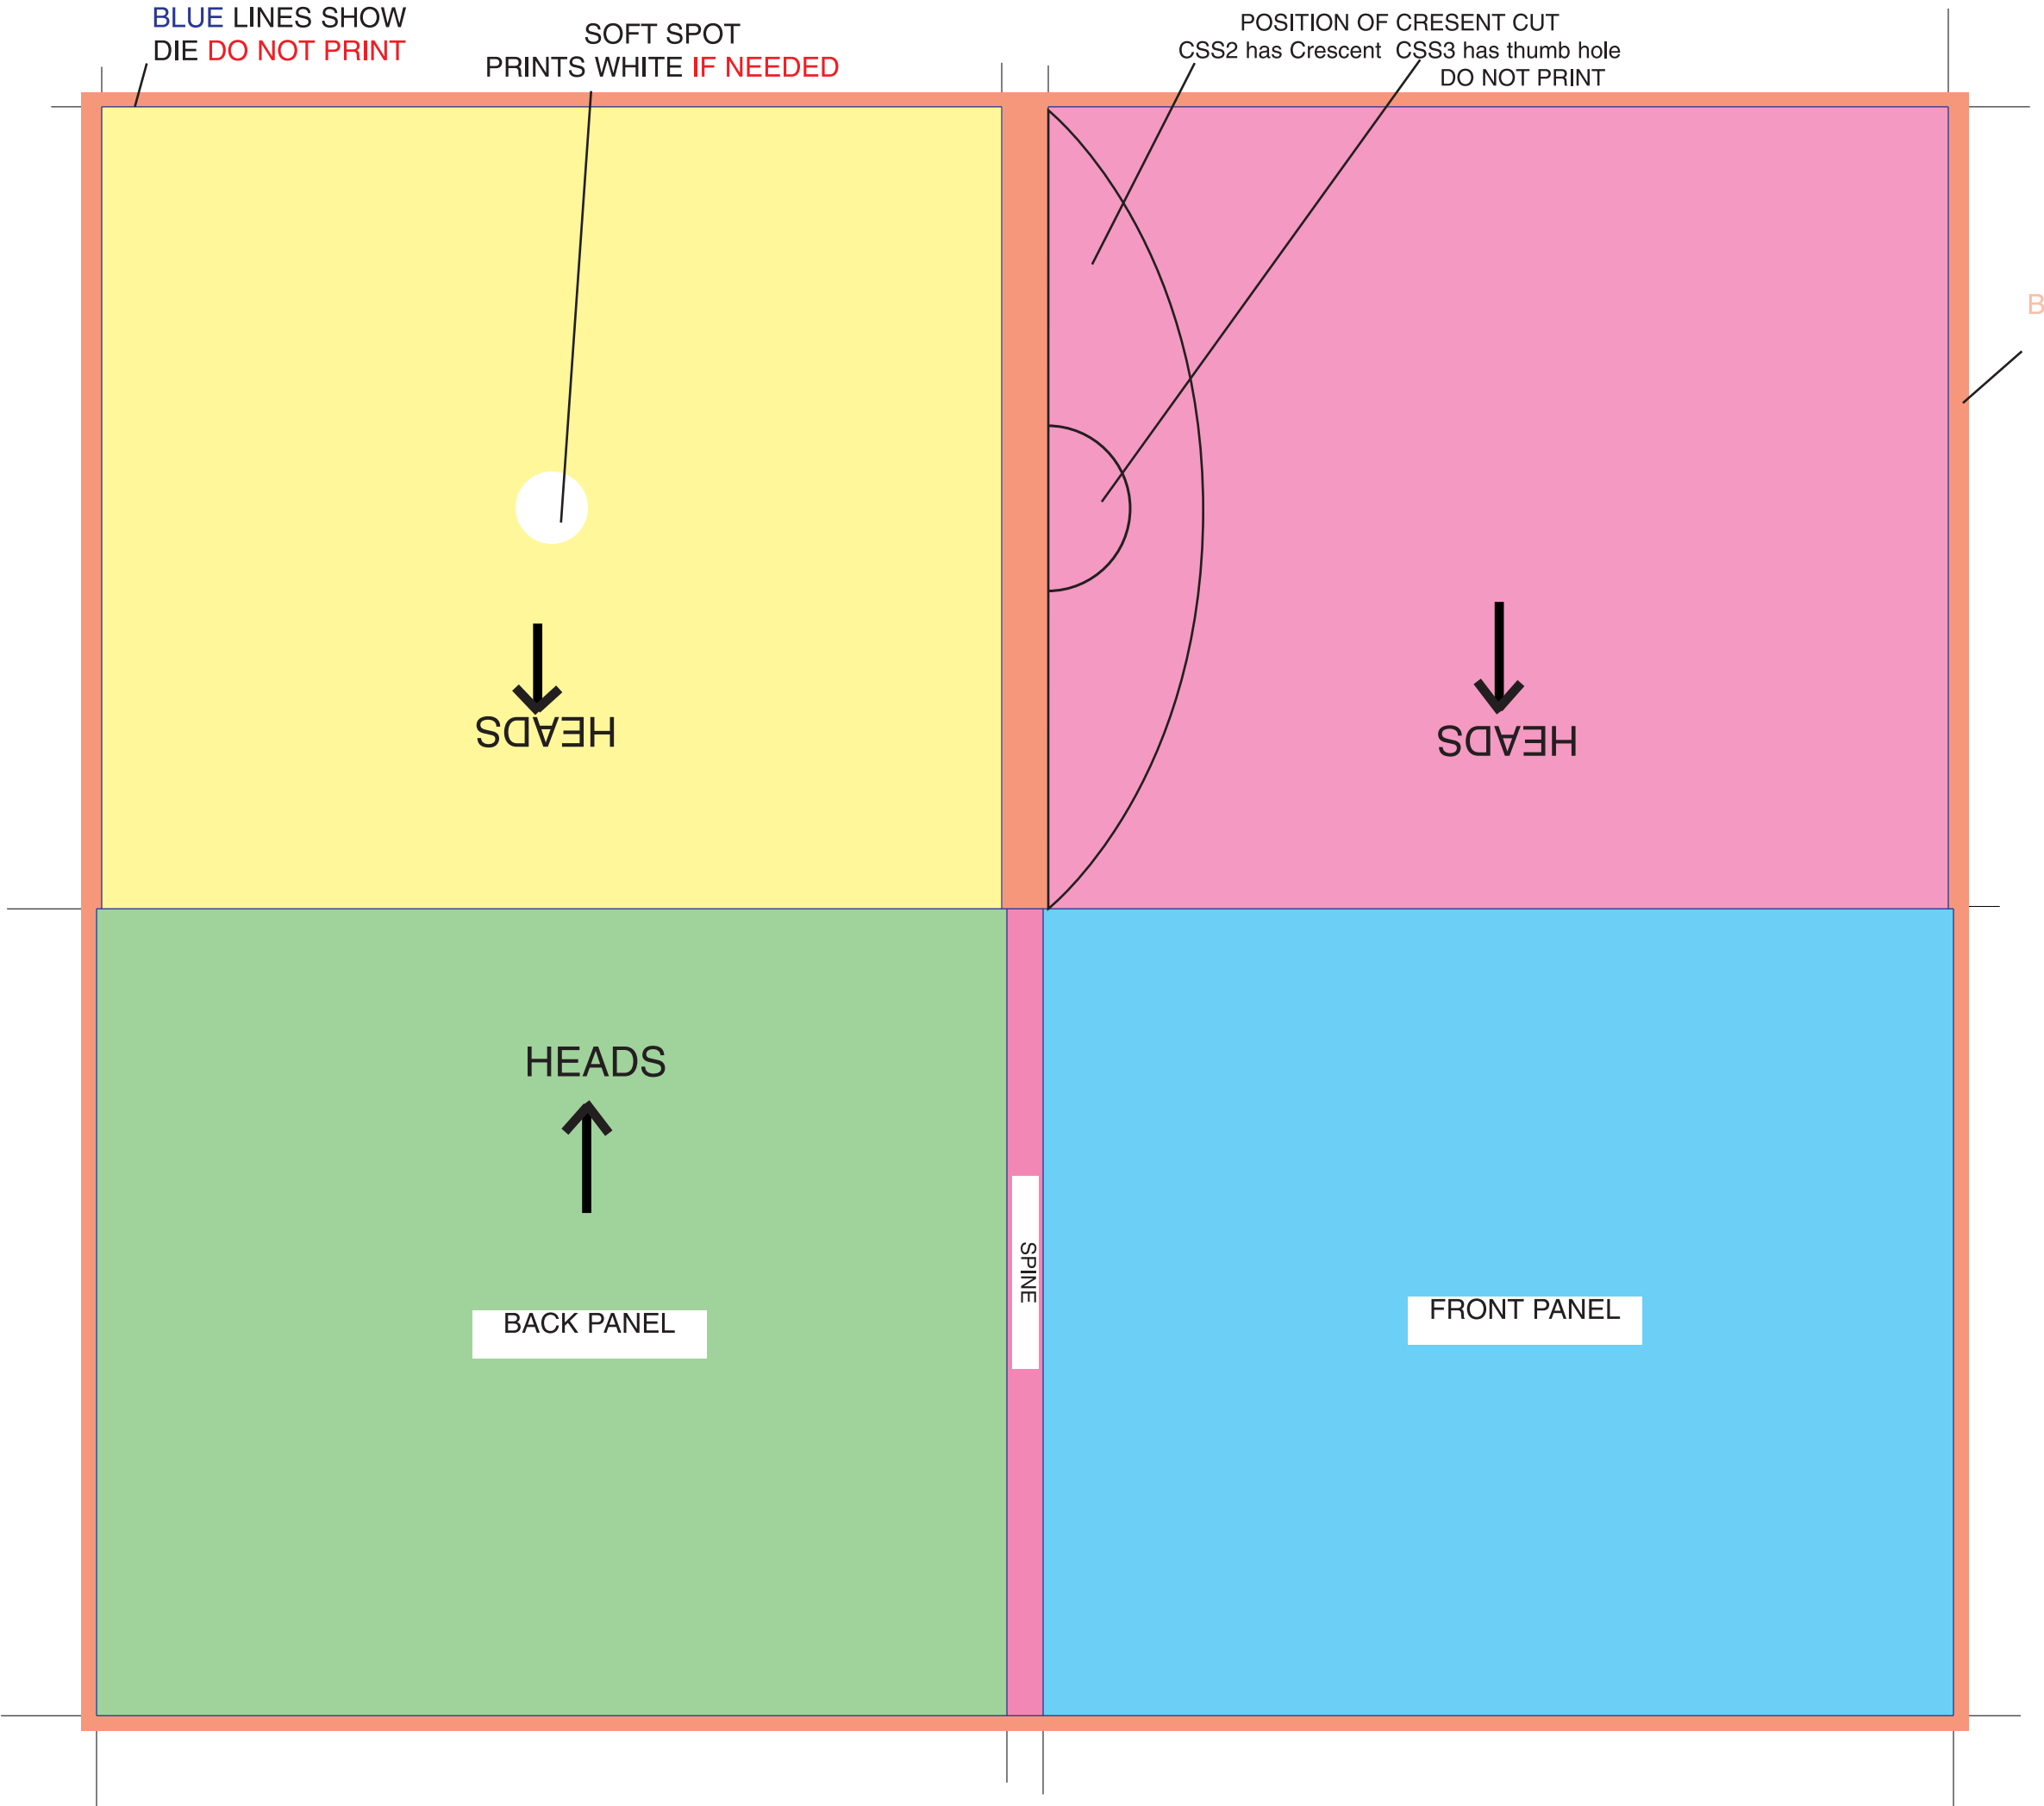 BLUE LINES SHOW
DIE DO NOT PRINT
SOFT SPOT
PRINTS WHITE IF NEEDED
POSITION OF CRESENT CUT
CSS2 has Crescent CSS3 has thumb hole
DO NOT PRINT
B
HEADS
HEADS
HEADS
SPINE
BACK PANEL
FRONT PANEL